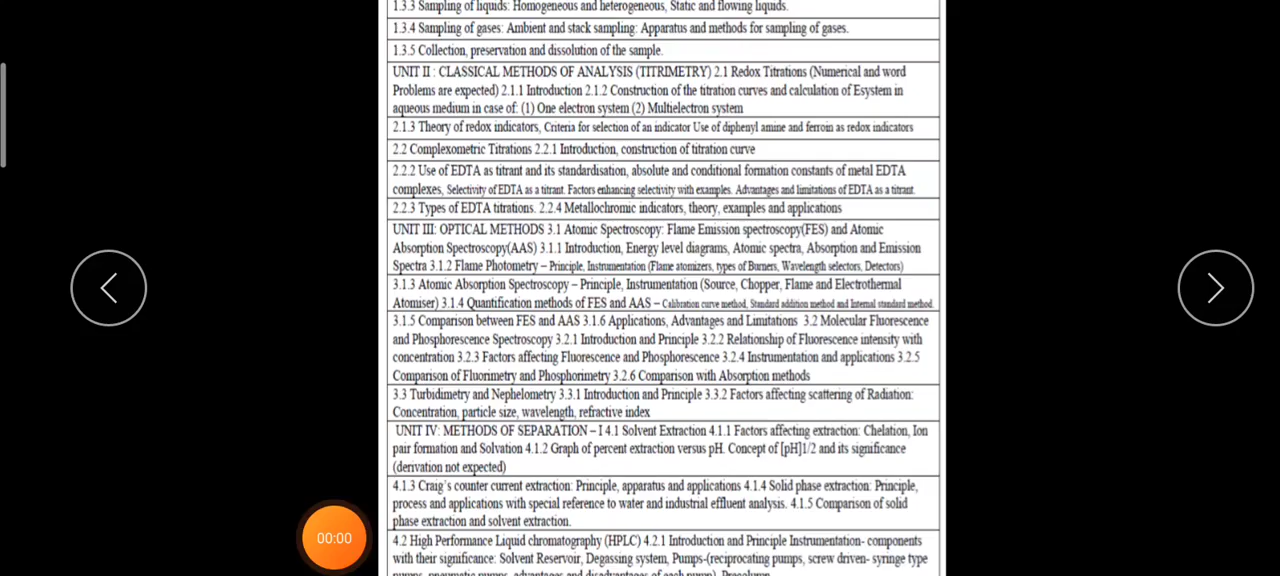 1.3.3 Sampling of liquids: Homogeneous and heterogeneous, Static and flowing liquids.
1.3.4 Sampling of gases: Ambient and stack sampling: Apparatus and methods for sampling of gases.
1.3.5 Collection, preservation and dissolution of the sample.
UNIT II : CLASSICAL METHODS OF ANALYSIS (TITRIMETRY) 2.1 Redox Titrations (Numerical and word
Problems are expected) 2.1.1 Introduction 2.1.2 Construction of the titration curves and calculation of Esystem in
aqueous medium in case of: (1) One electron system (2) Multielectron system
2.1.3 Theory of redox indicators, Criteria for selection of an indicator Use of diphenyl amine and ferroin as redox indicators
2.2 Complexometric Titrations 2.2.1 Introduction, construction of titration curve
2.2.2 Use of EDTA as titrant and its standardisation, absolute and conditional formation constants of metal EDTA
complexes, Selectivity of EDTA as a titrant. Factors enhancing selectivity with examples. Advantages and limitations of EDTA as a titrant.
2.2.3 Types of EDTA titrations. 2.2.4 Metallochromic indicators, theory, examples and applications
UNIT III: OPTICAL METHODS 3.1 Atomic Spectroscopy: Flame Emission spectroscopy(FES) and Atomic
Absorption Spectroscopy(AAS) 3.1.1 Introduction, Energy level diagrams, Atomic spectra, Absorption and Emission
Spectra 3.1.2 Flame Photometry – Principle, Instrumentation (Flame atomizers, types of Burners, Wavelength selectors, Detectors)
3.1.3 Atomic Absorption Spectroscopy – Principle, Instrumentation (Source, Chopper, Flame and Electrothermal
Atomiser) 3.1.4 Quantification methods of FES and AAS – Calibration curve method, Standard addition method and Internal standard method.
3.1.5 Comparison between FES and AAS 3.1.6 Applications, Advantages and Limitations 3.2 Molecular Fluorescence
and Phosphorescence Spectroscopy 3.2.1 Introduction and Principle 3.2.2 Relationship of Fluorescence intensity with
concentration 3.2.3 Factors affecting Fluorescence and Phosphorescence 3.2.4 Instrumentation and applications 3.2.5
Comparison of Fluorimetry and Phosphorimetry 3.2.6 Comparison with Absorption methods
3.3 Turbidimetry and Nephelometry 3.3.1 Introduction and Principle 3.3.2 Factors affecting scattering of Radiation:
Concentration, particle size, wavelength, refractive index
UNIT IV: METHODS OF SEPARATION – I 4.1 Solvent Extraction 4.1.1 Factors affecting extraction: Chelation, Ion
pair formation and Solvation 4.1.2 Graph of percent extraction versus pH. Concept of [pH]1/2 and its significance
(derivation not expected)
4.1.3 Craig's counter current extraction: Principle, apparatus and applications 4.1.4 Solid phase extraction: Principle,
process and applications with special reference to water and industrial effluent analysis. 4.1.5 Comparison of solid
phase extraction and solvent extraction.
4.2 High Performance Liquid chromatography (HPLC) 4.2.1 Introduction and Principle Instrumentation- components
with their significance: Solvent Reservoir, Degassing system, Pumps-(reciprocating pumps, screw driven- syringe type
pumps, pneumatic pumps, advantages and disadvantages of each pump), Precolumn
00:00